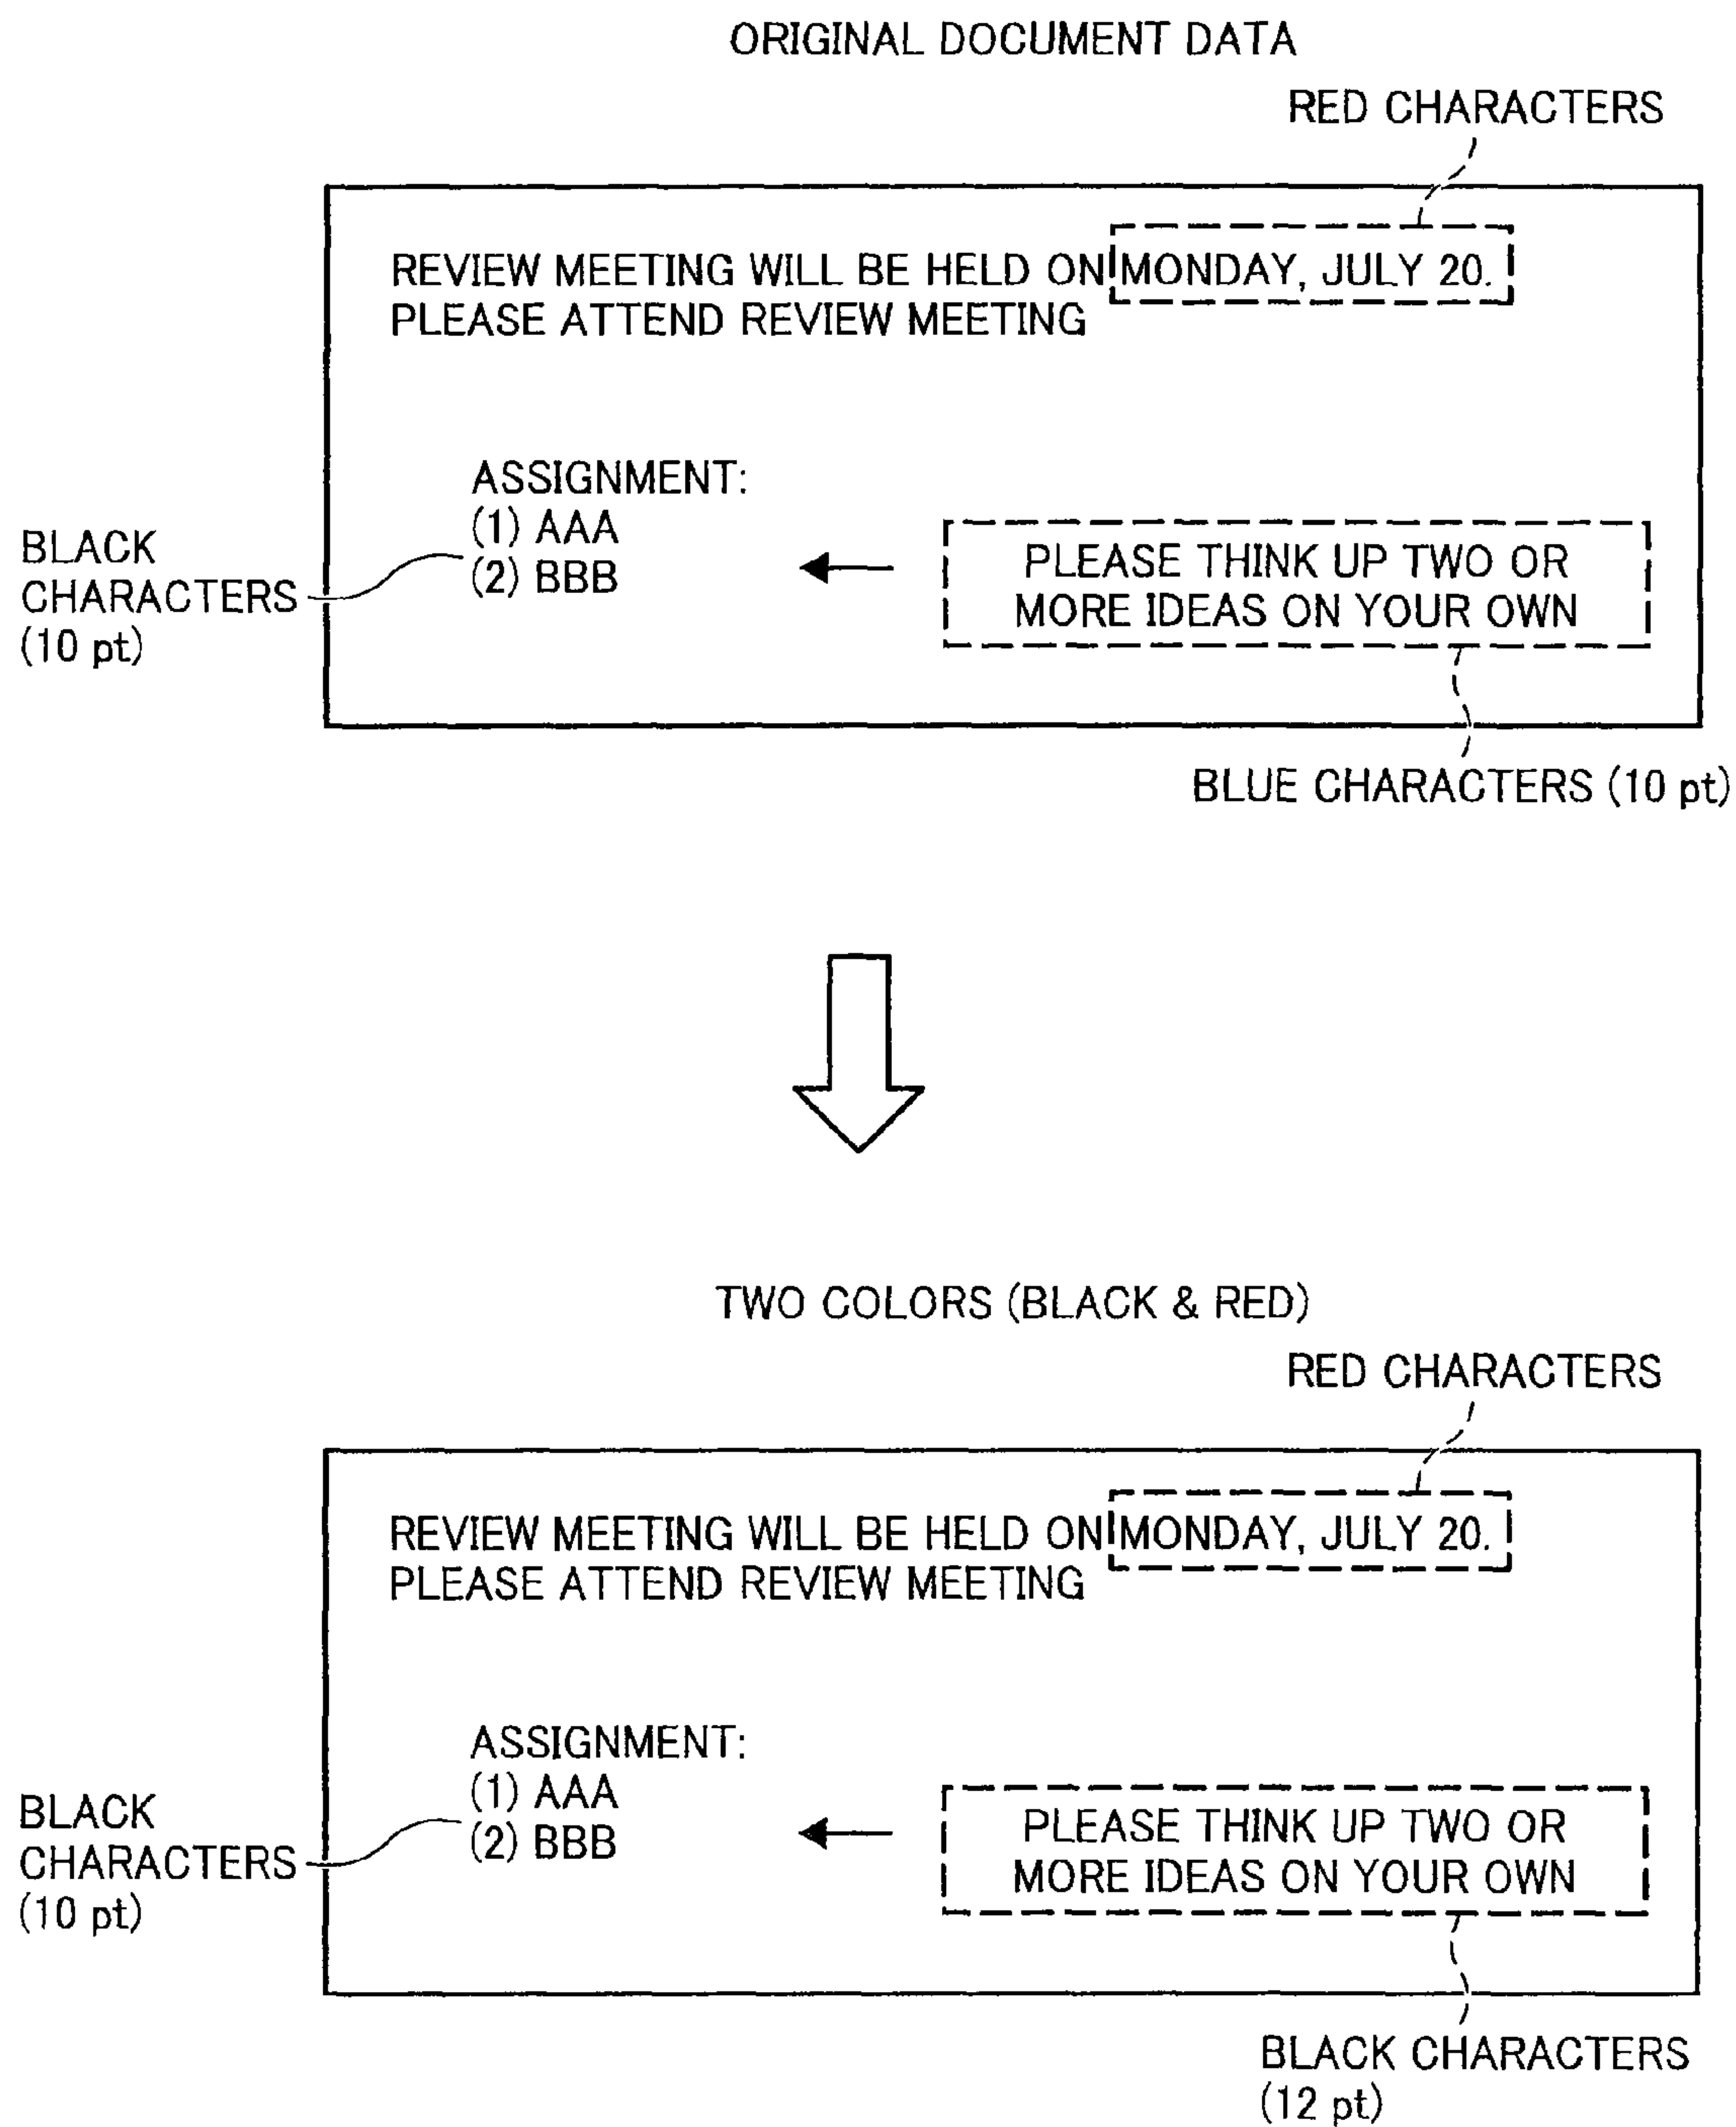 ORIGINAL DOCUMENT DATA
RED CHARACTERS
REVIEW MEETING WILL BE HELD ON MONDAY, JULY 20.
PLEASE ATTEND REVIEW MEETING
ASSIGNMENT:
(1) AAA
(2) BBB
BLACK
CHARACTERS
(10 pt)
PLEASE THINK UP TWO OR
MORE IDEAS ON YOUR OWN
BLUE CHARACTERS (10 pt)
TWO COLORS (BLACK & RED)
RED CHARACTERS
REVIEW MEETING WILL BE HELD ON MONDAY, JULY 20.
PLEASE ATTEND REVIEW MEETING
ASSIGNMENT:
(1) AAA
(2) BBB
BLACK
CHARACTERS
(10 pt)
PLEASE THINK UP TWO OR
MORE IDEAS ON YOUR OWN
BLACK CHARACTERS
(12 pt)